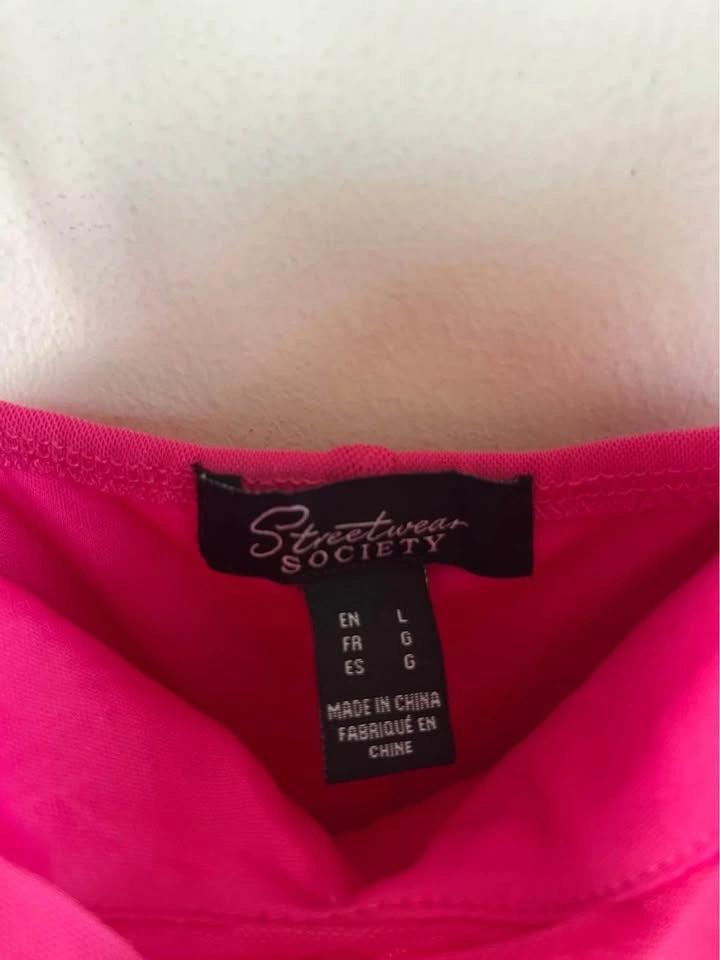 Streetwear
SOCIETY
EN L
FR G
ES G
MADE IN CHINA
FABRIQUÉ EN
CHINE